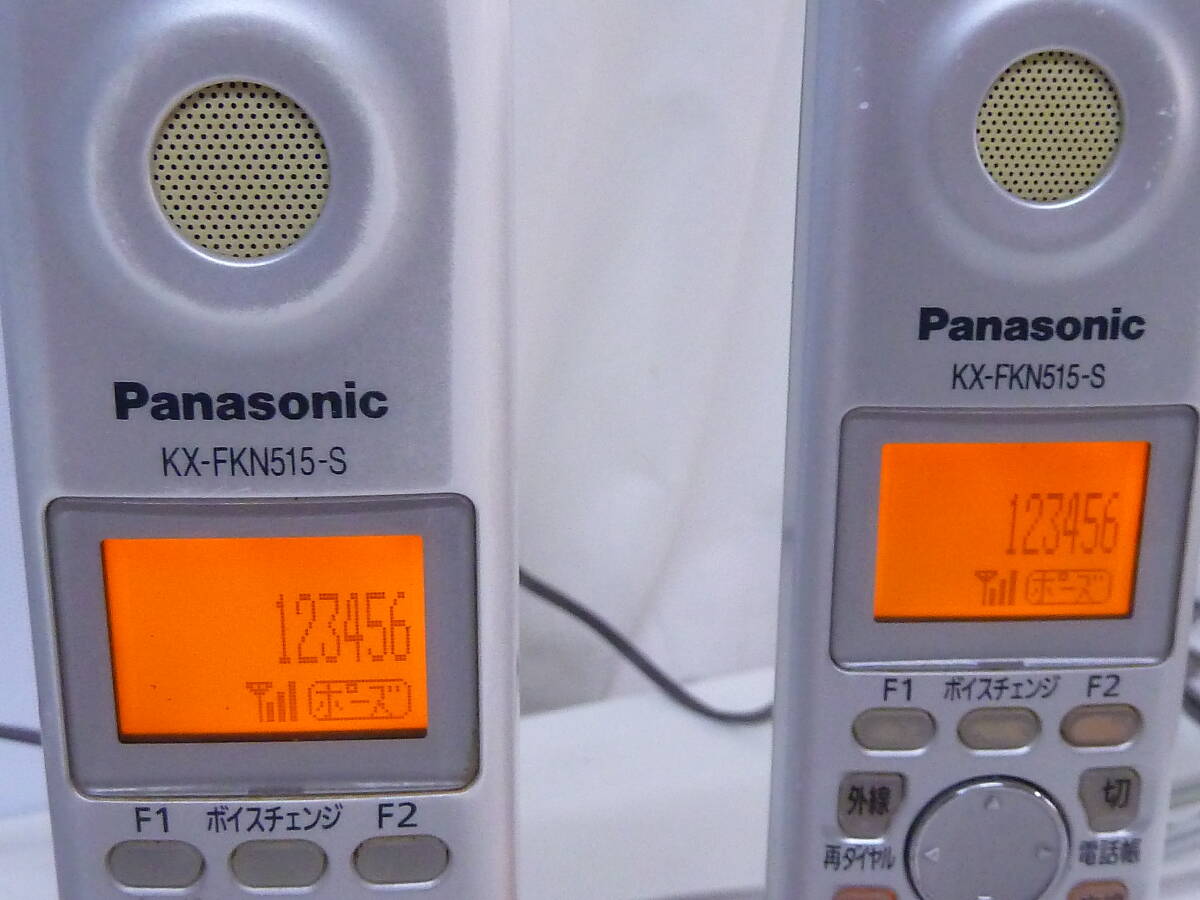 Panasonic
KX-FKN515-S
123456
ポーズ
F1 ボイスチェンジ F2
Panasonic
KX-FKN515-S
123456
ポーズ
F1 ボイスチェンジ F2
外線 切
再ダイヤル 電話帳